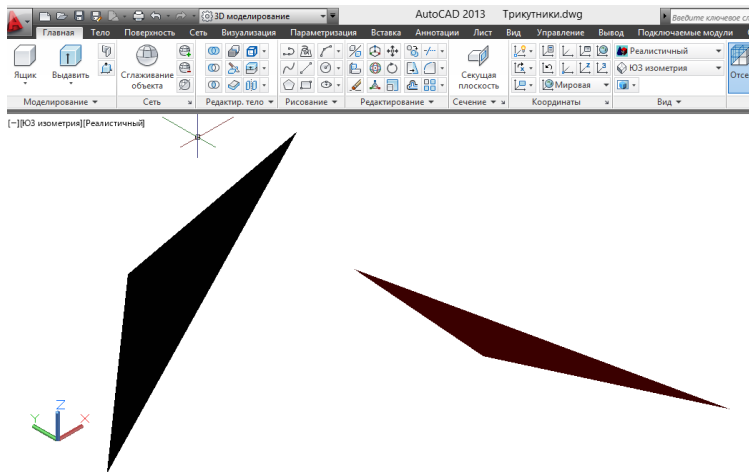 3D моделирование
AutoCAD 2013 Трикутники.dwg
Введите ключевое сл
Главная Тело Поверхность Сеть Визуализация Параметризация Вставка Аннотации Лист Вид Управление Вывод Подключаемые модули
Ящик
Выдавить
Сглаживание
объекта
Секущая
плоскость
Мировая
Реалистичный
ЮЗ изометрия
Отсе
Моделирование
Сеть
Редактир. тело
Рисование
Редактирование
Сечение
Координаты
Вид
[–][ЮЗ изометрия][Реалистичный]
Z
Y
X